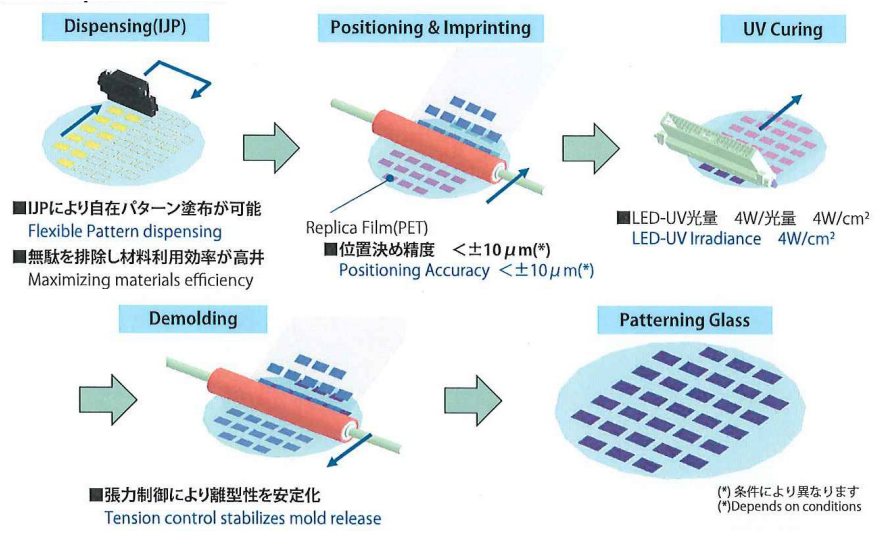 Dispensing(IJP)
■IJPにより自在パターン塗布が可能
Flexible Pattern dispensing
■無駄を排除し材料利用効率が高井
Maximizing materials efficiency
Positioning & Imprinting
Replica Film(PET)
■位置決め精度 ＜±10μm(*)
Positioning Accuracy ＜±10μm(*)
UV Curing
■LED-UV光量 4W/光量 4W/cm²
LED-UV Irradiance 4W/cm²
Demolding
■張力制御により離型性を安定化
Tension control stabilizes mold release
Patterning Glass
(*) 条件により異なります
(*)Depends on conditions